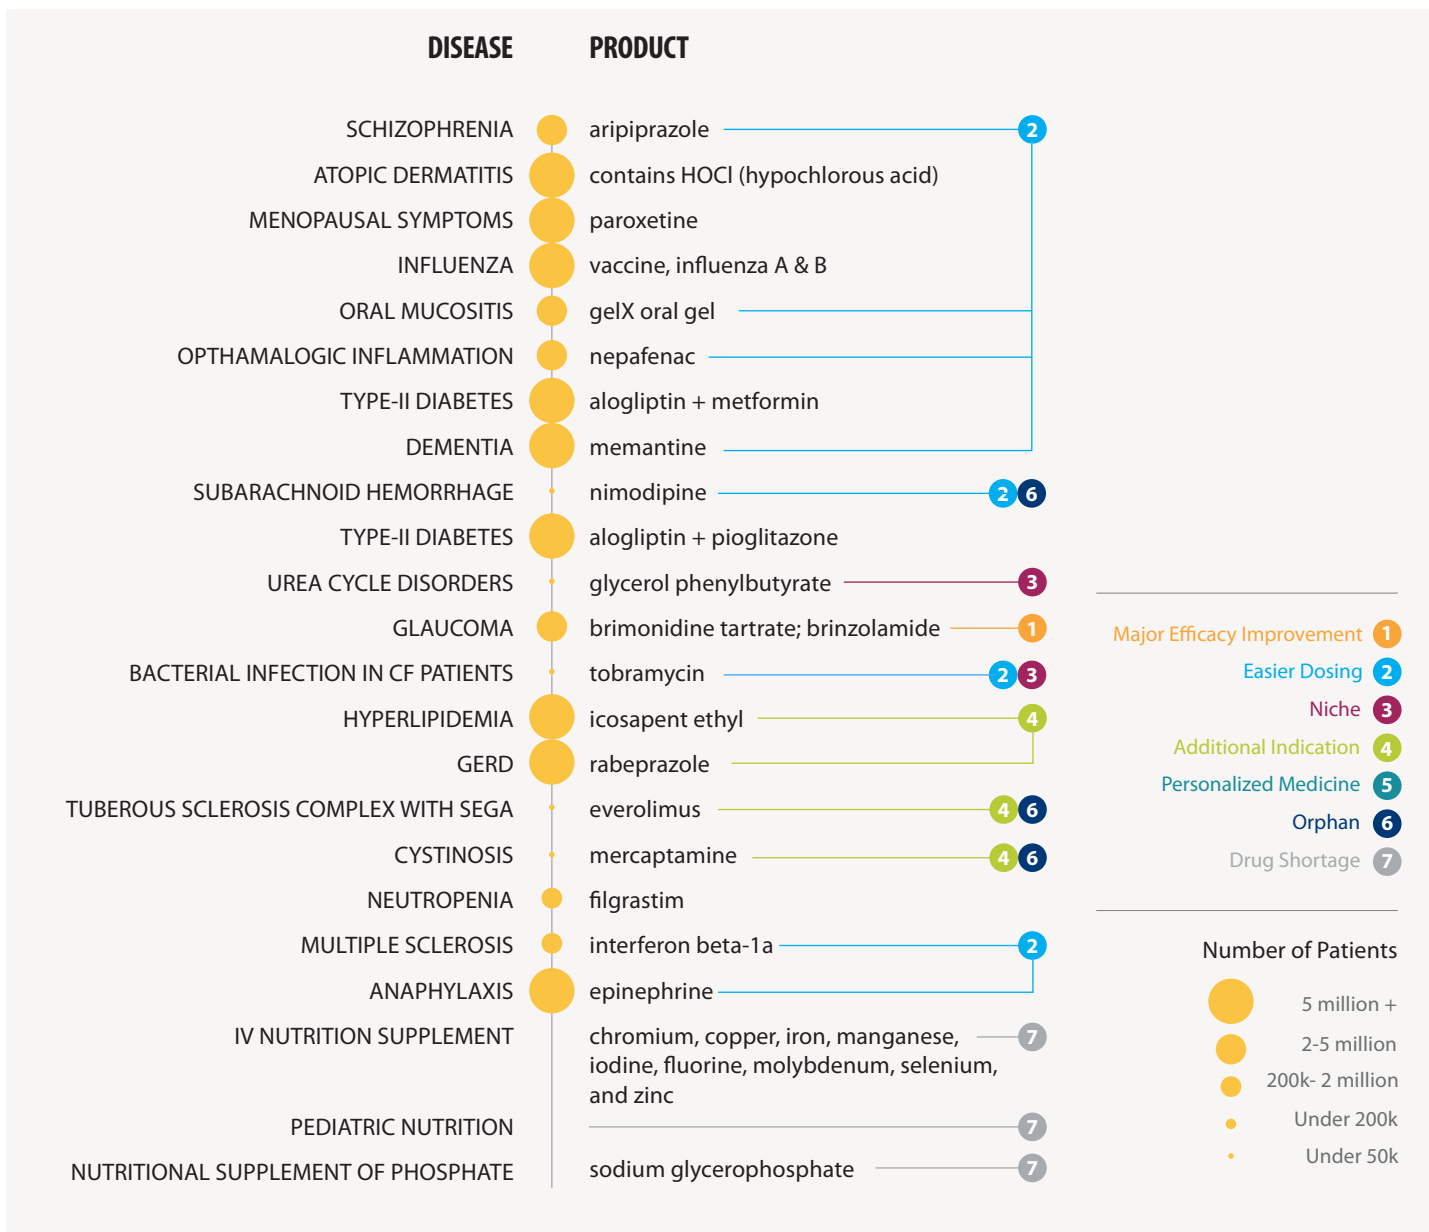 DISEASE PRODUCT
SCHIZOPHRENIA aripiprazole 2
ATOPIC DERMATITIS contains HOCl (hypochlorous acid)
MENOPAUSAL SYMPTOMS paroxetine
INFLUENZA vaccine, influenza A & B
ORAL MUCOSITIS gelX oral gel
OPTHAMALOGIC INFLAMMATION nepafenac
TYPE-II DIABETES alogliptin + metformin
DEMENTIA memantine
SUBARACHNOID HEMORRHAGE nimodipine 2 6
TYPE-II DIABETES alogliptin + pioglitazone
UREA CYCLE DISORDERS glycerol phenylbutyrate 3
GLAUCOMA brimonidine tartrate; brinzolamide 1
BACTERIAL INFECTION IN CF PATIENTS tobramycin 2 3
HYPERLIPIDEMIA icosapent ethyl 4
GERD rabeprazole
TUBEROUS SCLEROSIS COMPLEX WITH SEGA everolimus 4 6
CYSTINOSIS mercaptamine 4 6
NEUTROPENIA filgrastim
MULTIPLE SCLEROSIS interferon beta-1a 2
ANAPHYLAXIS epinephrine
IV NUTRITION SUPPLEMENT chromium, copper, iron, manganese, 7
iodine, fluorine, molybdenum, selenium,
and zinc
PEDIATRIC NUTRITION 7
NUTRITIONAL SUPPLEMENT OF PHOSPHATE sodium glycerophosphate 7
Major Efficacy Improvement 1
Easier Dosing 2
Niche 3
Additional Indication 4
Personalized Medicine 5
Orphan 6
Drug Shortage 7
Number of Patients
5 million +
2-5 million
200k- 2 million
Under 200k
Under 50k